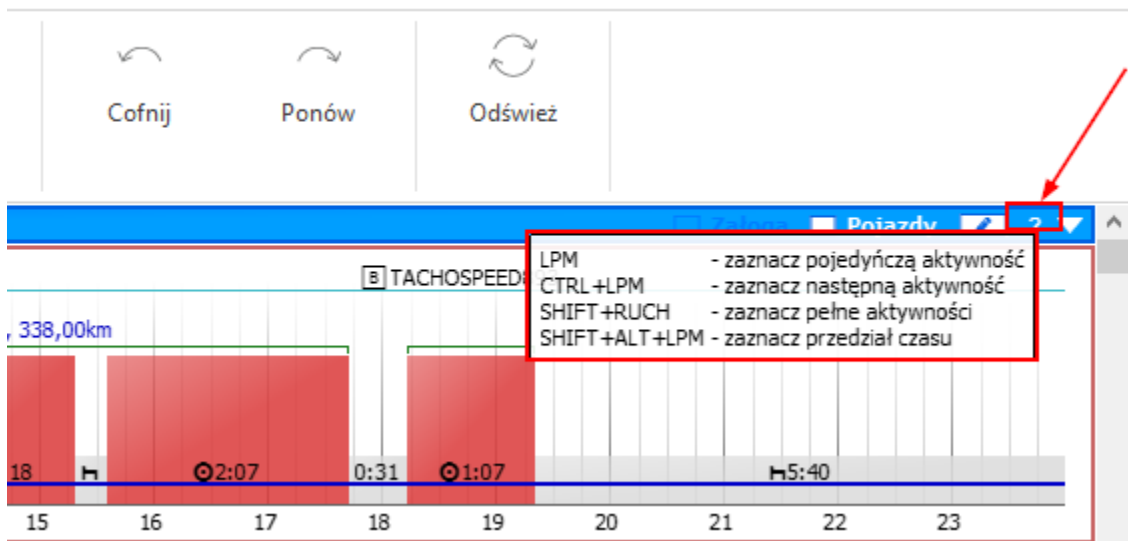 Cofnij Ponów Odśwież
Załoga Pojazdy ?
LPM - zaznacz pojedyńczą aktywność
CTRL+LPM - zaznacz następną aktywność
SHIFT+RUCH - zaznacz pełne aktywności
SHIFT+ALT+LPM - zaznacz przedział czasu
B TACHOSPEED
, 338,00km
18 2:07 0:31 1:07 5:40
15 16 17 18 19 20 21 22 23